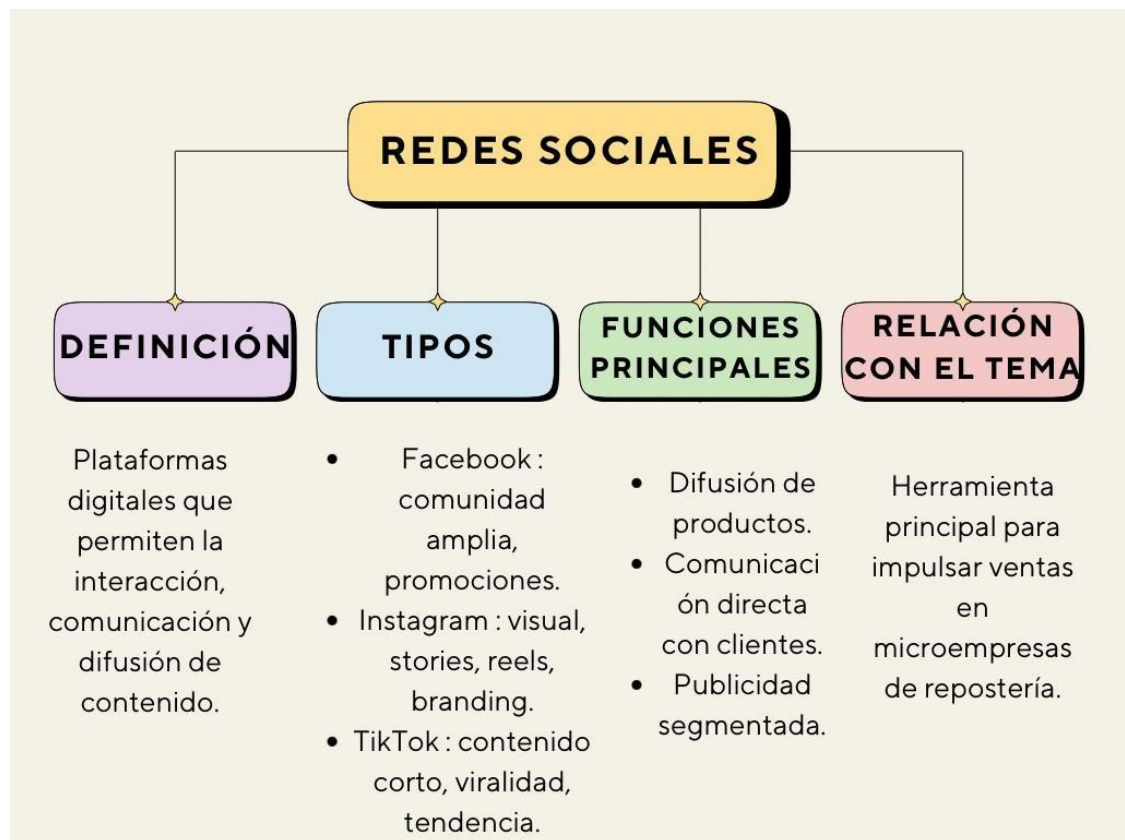 REDES SOCIALES
DEFINICIÓN
Plataformas
digitales que
permiten la
interacción,
comunicación y
difusión de
contenido.
TIPOS
• Facebook :
comunidad
amplia,
promociones.
• Instagram : visual,
stories, reels,
branding.
• TikTok : contenido
corto, viralidad,
tendencia.
FUNCIONES
PRINCIPALES
• Difusión de
productos.
• Comunicaci
ón directa
con clientes.
• Publicidad
segmentada.
RELACIÓN
CON EL TEMA
Herramienta
principal para
impulsar ventas
en
microempresas
de repostería.